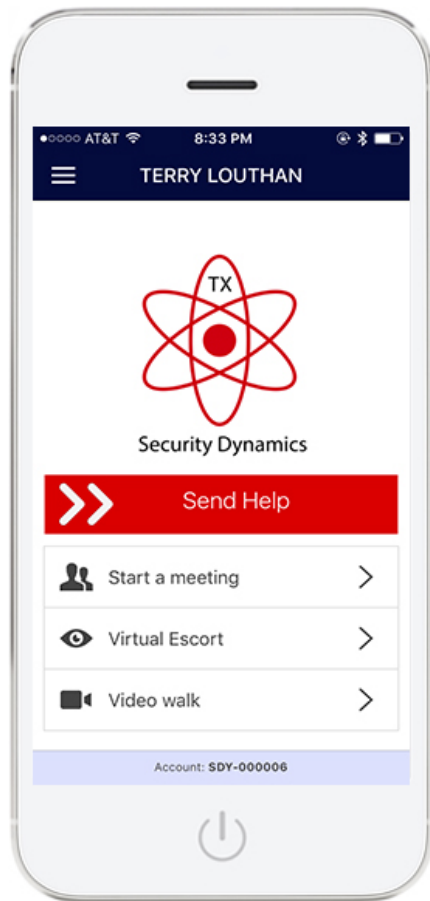 AT&T 8:33 PM
TERRY LOUTHAN
TX
Security Dynamics
Send Help
Start a meeting
Virtual Escort
Video walk
Account: SDY-000006